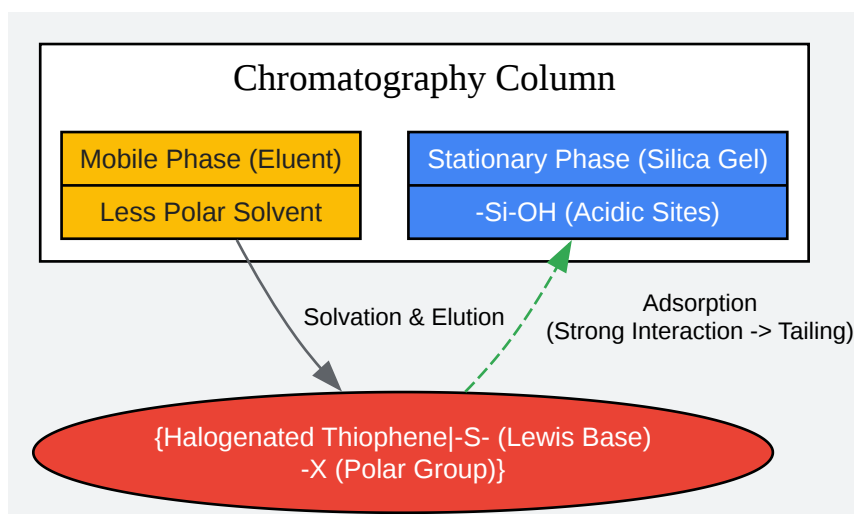 Chromatography Column
Mobile Phase (Eluent)
Less Polar Solvent
Stationary Phase (Silica Gel)
-Si-OH (Acidic Sites)
Solvation & Elution
Adsorption
(Strong Interaction -> Tailing)
{Halogenated Thiophene|-S- (Lewis Base)
-X (Polar Group)}